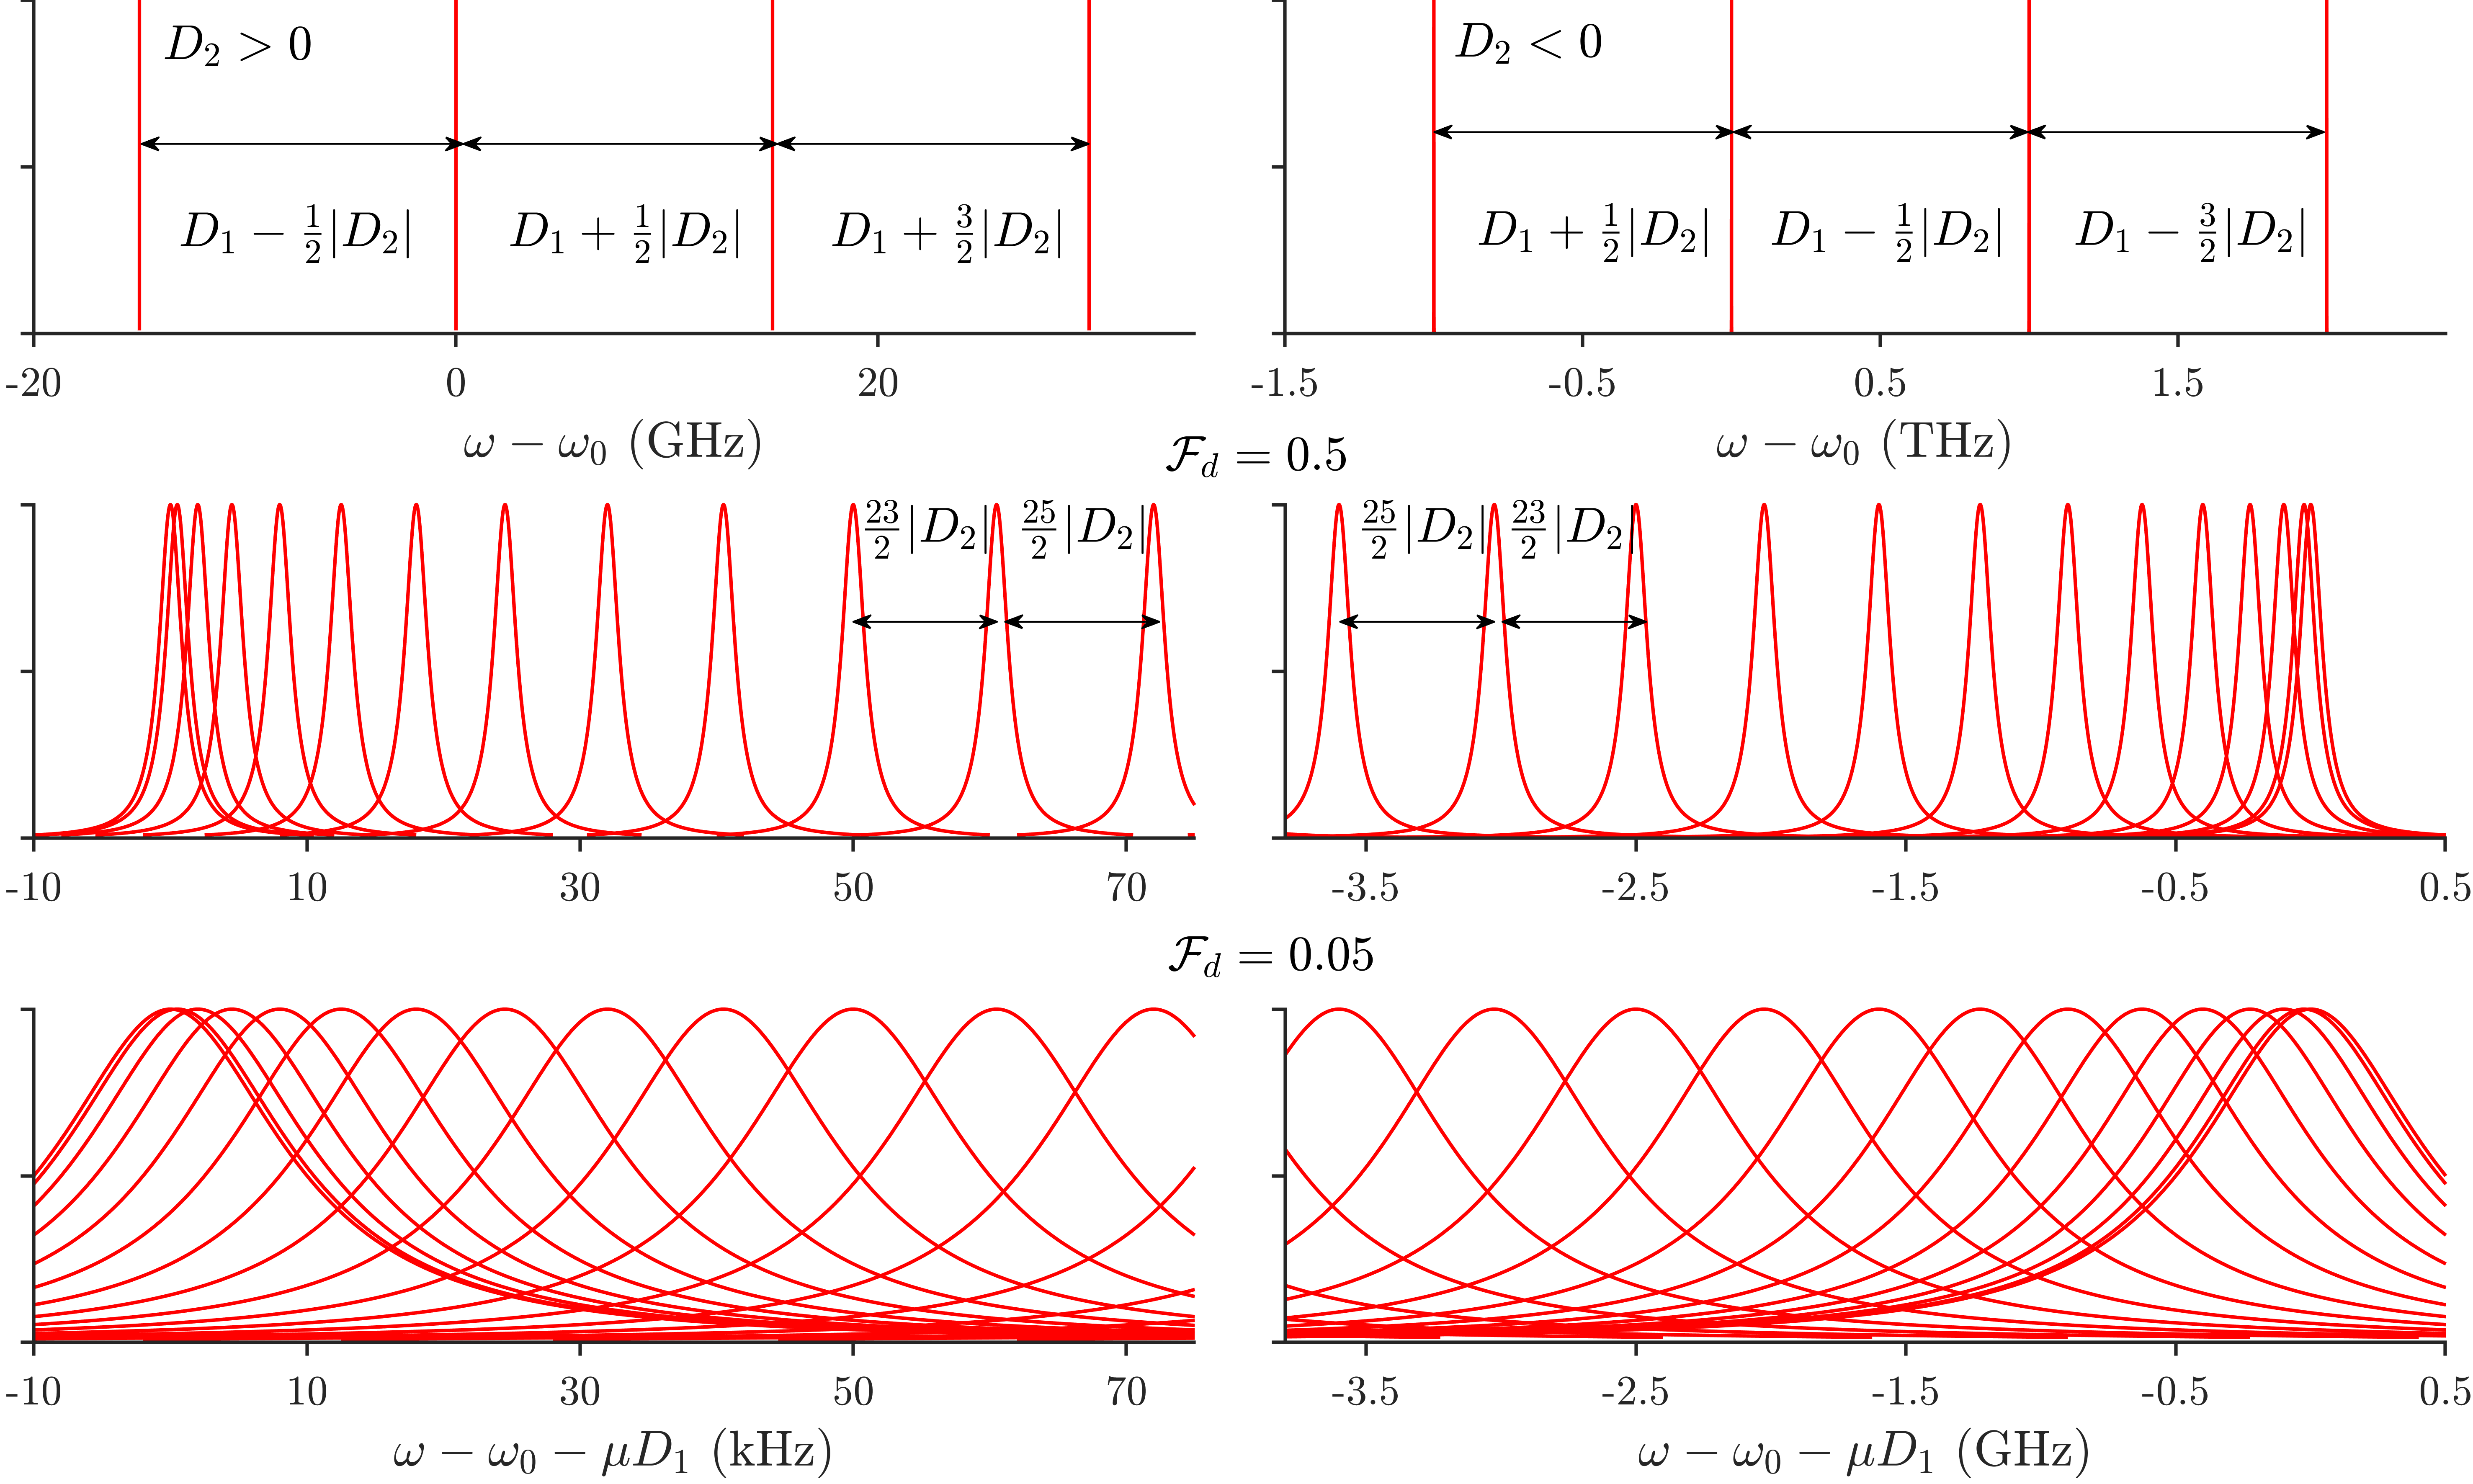 D₂ > 0
D₂ < 0
D₁ − ½|D₂| D₁ + ½|D₂| D₁ + 3/2|D₂|
D₁ + ½|D₂| D₁ − ½|D₂| D₁ − 3/2|D₂|
-20 0 20
-1.5 -0.5 0.5 1.5
ω − ω₀ (GHz)
ω − ω₀ (THz)
ℱ_d = 0.5
23/2|D₂| 25/2|D₂|
25/2|D₂| 23/2|D₂|
-10 10 30 50 70
-3.5 -2.5 -1.5 -0.5 0.5
ℱ_d = 0.05
-10 10 30 50 70
-3.5 -2.5 -1.5 -0.5 0.5
ω − ω₀ − μD₁ (kHz)
ω − ω₀ − μD₁ (GHz)